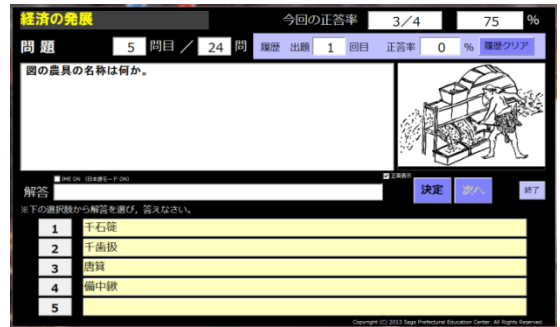 経済の発展 今回の正答率 3/4 75 %
問題 5 問目 / 24 問 履歴 出題 1 回目 正答率 0 % 履歴クリア
図の農具の名称は何か。
IME ON (日本語モード ON) 正誤表示
解答 決定 次へ 終了
※下の選択肢から解答を選び，答えなさい。
1 千石簁
2 千歯扱
3 唐箕
4 備中鍬
5
Copyright (C) 2013 Saga Prefectural Education Center. All Rights Reserved.